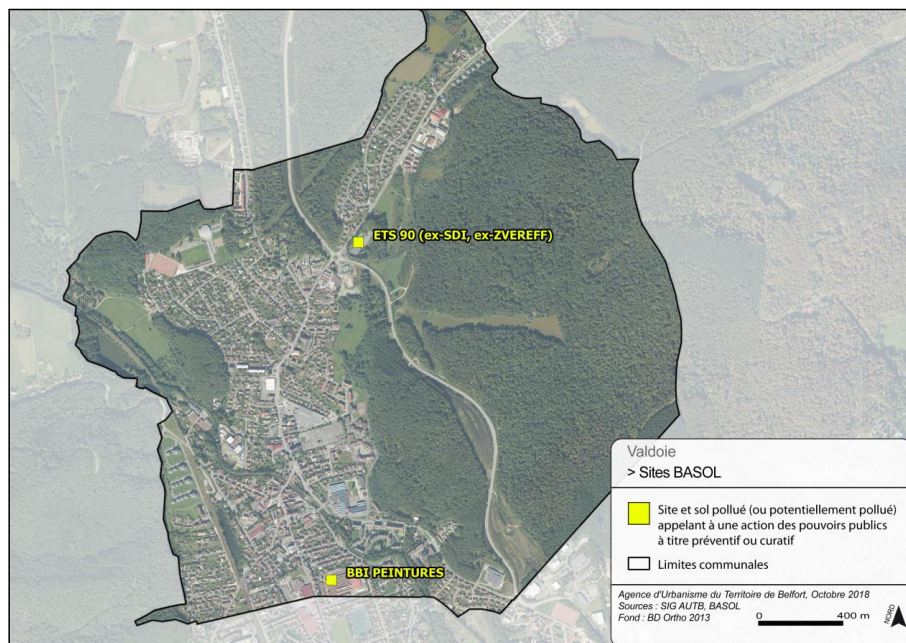 ETS 90 (ex-SDI, ex-ZVEREFF)
BBI PEINTURES
Valdoie
> Sites BASOL
Site et sol pollué (ou potentiellement pollué)
appelant à une action des pouvoirs publics
à titre préventif ou curatif
Limites communales
Agence d'Urbanisme du Territoire de Belfort, Octobre 2018
Sources : SIG AUTB, BASOL
Fond : BD Ortho 2013
0 400 m
NORD